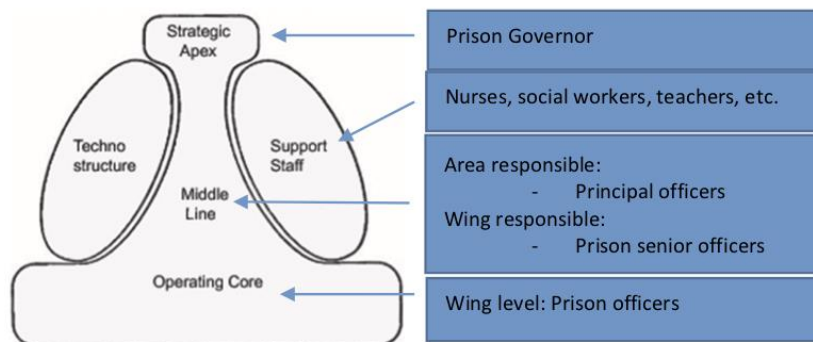 Strategic
Apex
Prison Governor
Nurses, social workers, teachers, etc.
Techno
structure
Support
Staff
Middle
Line
Area responsible:
- Principal officers
Wing responsible:
- Prison senior officers
Operating Core
Wing level: Prison officers